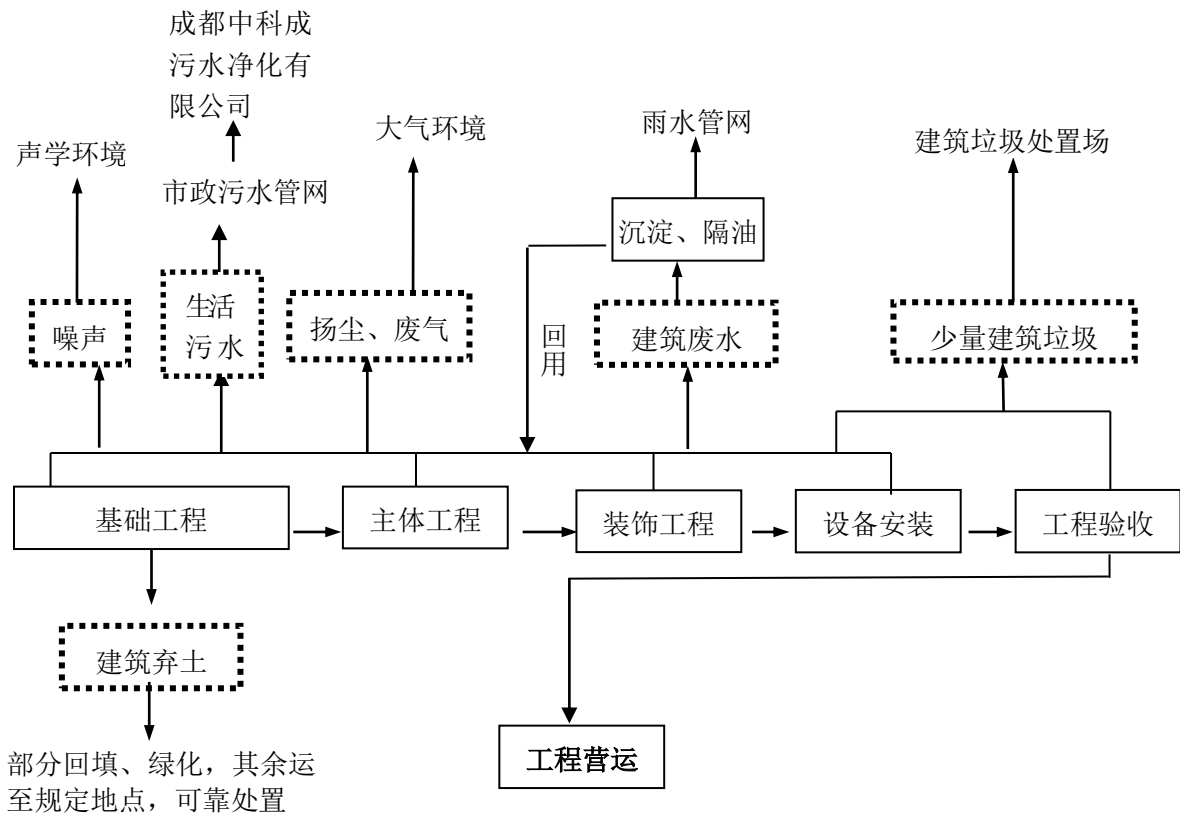 成都中科成
污水净化有
限公司
声学环境
市政污水管网
大气环境
雨水管网
建筑垃圾处置场
沉淀、隔油
噪声
生活
污水
扬尘、废气
回
用
建筑废水
少量建筑垃圾
基础工程
主体工程
装饰工程
设备安装
工程验收
建筑弃土
工程营运
部分回填、绿化，其余运
至规定地点，可靠处置